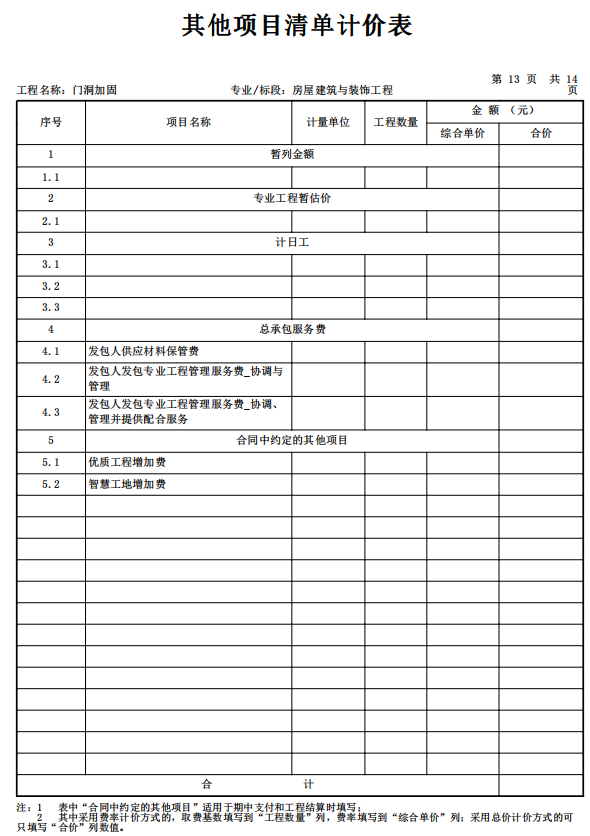 其他项目清单计价表
第 13 页 共 14
工程名称：门洞加固 专业/标段：房屋建筑与装饰工程 页
序号 项目名称 计量单位 工程数量 金 额 （元）
综合单价 合价
1 暂列金额
1.1
2 专业工程暂估价
2.1
3 计日工
3.1
3.2
3.3
4 总承包服务费
4.1 发包人供应材料保管费
4.2 发包人发包专业工程管理服务费_协调与
管理
4.3 发包人发包专业工程管理服务费_协调、
管理并提供配合服务
5 合同中约定的其他项目
5.1 优质工程增加费
5.2 智慧工地增加费
合 计
注：1 表中“合同中约定的其他项目”适用于期中支付和工程结算时填写；
2 其中采用费率计价方式的，取费基数填写到“工程数量”列，费率填写到“综合单价”列；采用总价计价方式的可
只填写“合价”列数值。